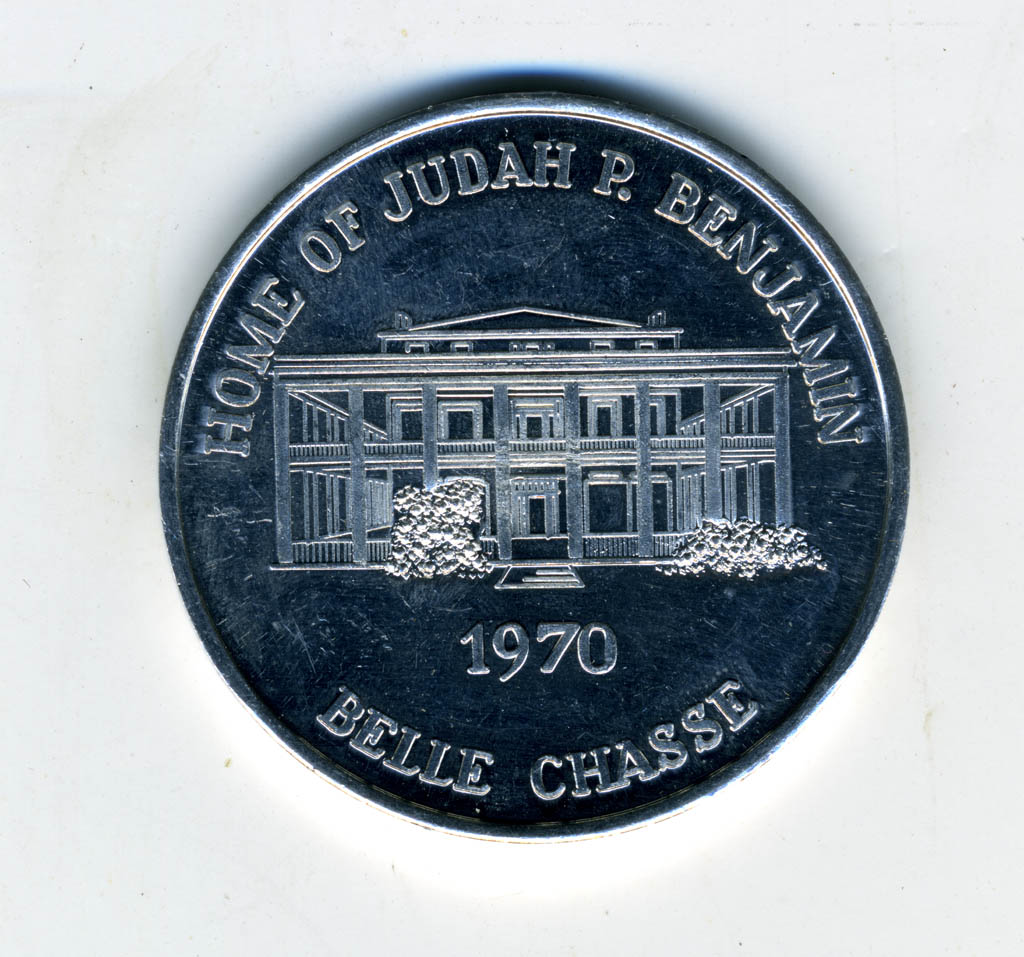 HOME OF JUDAH P. BENJAMIN
1970
BELLE CHASSE